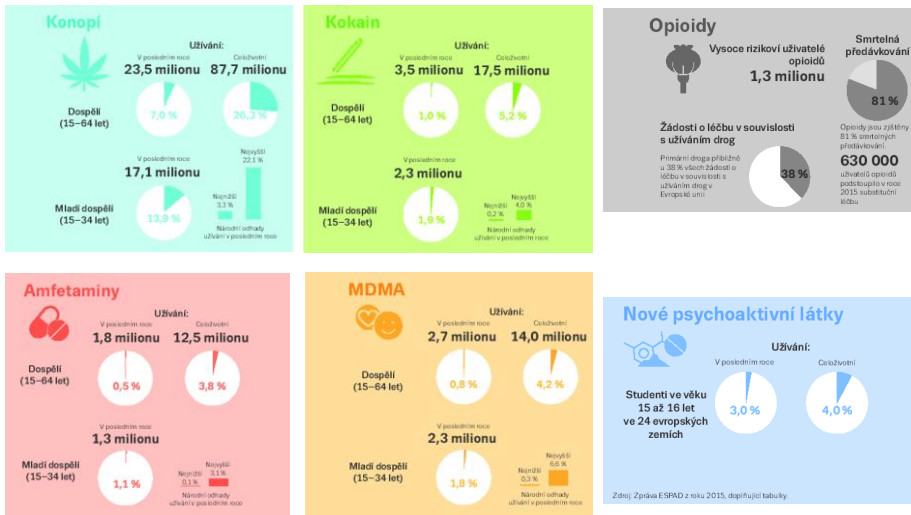 Konopí
Užívání:
V posledním roce Celoživotní
23,5 milionu 87,7 milionu
Dospělí
(15–64 let)
7,0 % 26,3 %
V posledním roce
17,1 milionu
Mladí dospělí
(15–34 let)
13,9 %
Nejnižší
3,3 %
Nejvyšší
22,1 %
Národní odhady
užívání v posledním roce
Kokain
Užívání:
V posledním roce Celoživotní
3,5 milionu 17,5 milionu
Dospělí
(15–64 let)
1,0 % 5,2 %
V posledním roce
2,3 milionu
Mladí dospělí
(15–34 let)
1,9 %
Nejnižší
0,2 %
Nejvyšší
4,0 %
Národní odhady
užívání v posledním roce
Opioidy
Vysoce rizikoví uživatelé
opioidů
1,3 milionu
Smrtelná
předávkování
81 %
Opioidy jsou zjištěny
81 % smrtelných
předávkování.
630 000
uživatelů opioidů
podstoupilo v roce
2015 substituční
léčbu
Žádosti o léčbu v souvislosti
s užíváním drog
Primární droga přibližně
u 38 % všech žádostí o
léčbu v souvislosti s
užíváním drog v
Evropské unii
38 %
Amfetaminy
Užívání:
V posledním roce Celoživotní
1,8 milionu 12,5 milionu
Dospělí
(15–64 let)
0,5 % 3,8 %
V posledním roce
1,3 milionu
Mladí dospělí
(15–34 let)
1,1 %
Nejnižší
0,1 %
Nejvyšší
3,1 %
Národní odhady
užívání v posledním roce
MDMA
Užívání:
V posledním roce Celoživotní
2,7 milionu 14,0 milionu
Dospělí
(15–64 let)
0,8 % 4,2 %
V posledním roce
2,3 milionu
Mladí dospělí
(15–34 let)
1,8 %
Nejnižší
0,3 %
Nejvyšší
6,6 %
Národní odhady
užívání v posledním roce
Nové psychoaktivní látky
Užívání:
V posledním roce Celoživotní
Studenti ve věku
15 až 16 let
ve 24 evropských
zemích
3,0 % 4,0 %
Zdroj: Zpráva ESPAD z roku 2015, doplňující tabulky.